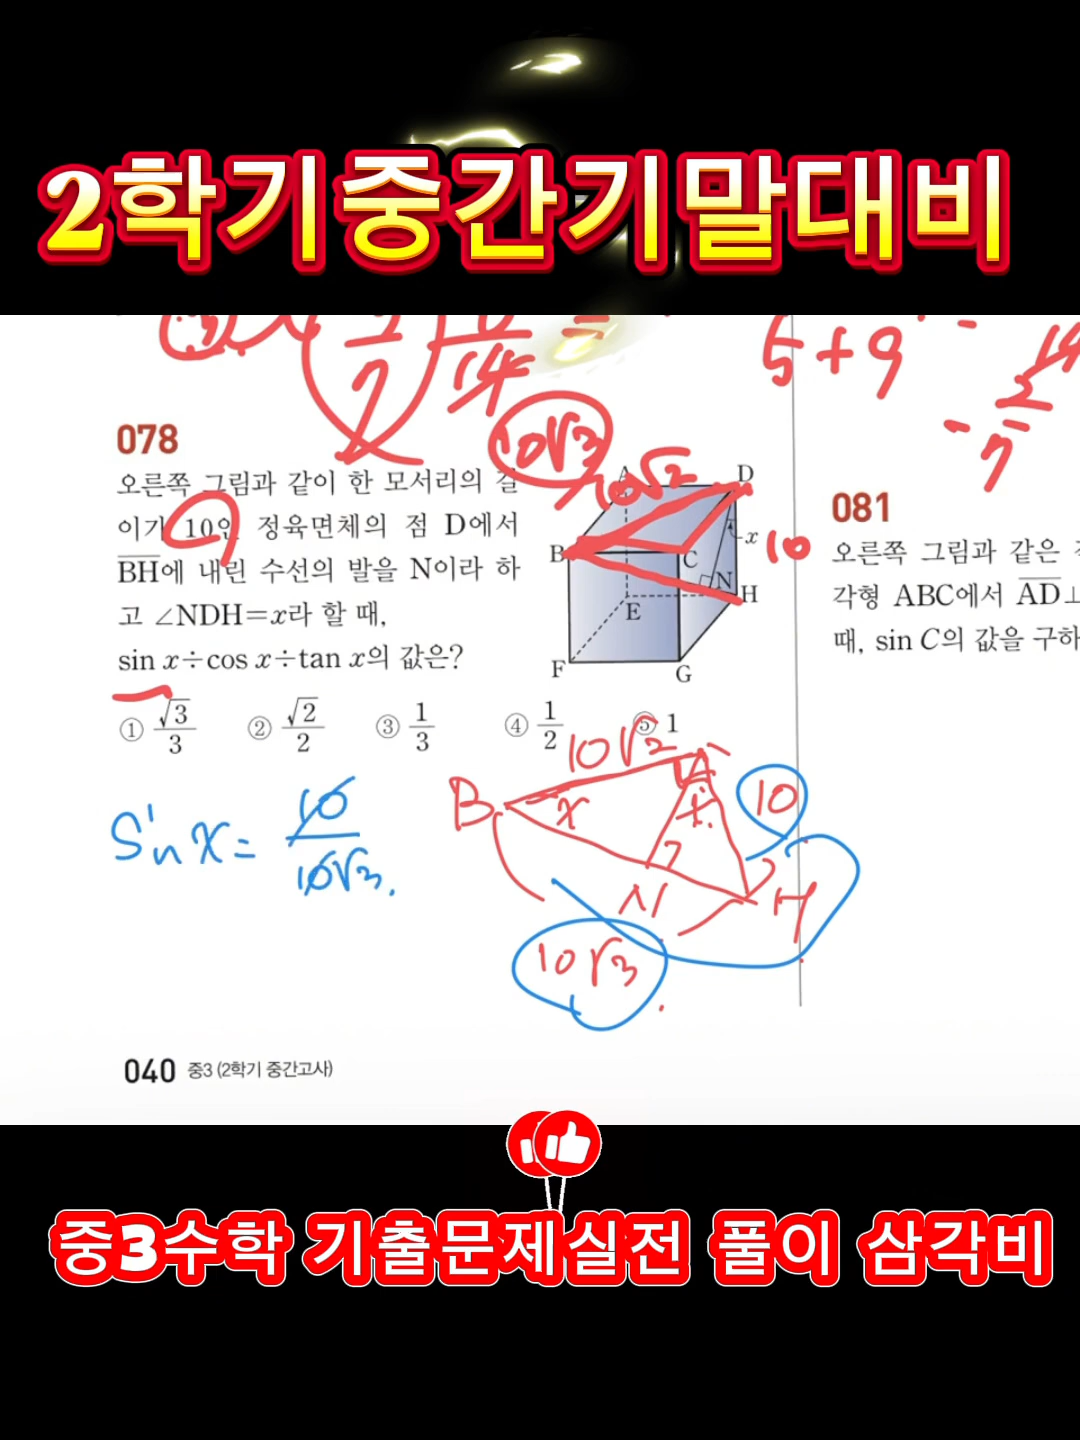 2학기중간기말대비
5+9
14
- 2/7
10√3
078
오른쪽 그림과 같이 한 모서리의 길
이가 10인 정육면체의 점 D에서
BH에 내린 수선의 발을 N이라 하
고 ∠NDH=x라 할 때,
sin x÷cos x÷tan x의 값은?
10√2
A
D
B
C
x
10
N
H
E
F
G
① √3/3 ② √2/2 ③ 1/3 ④ 1/2 ⑤ 1
081
오른쪽 그림과 같은
각형 ABC에서 AD⊥
때, sin C의 값을 구하
10√2
B
x
x
10
N
H
10√3
sin x = 10/10√3
040 중3 (2학기 중간고사)
중3수학 기출문제실전 풀이 삼각비